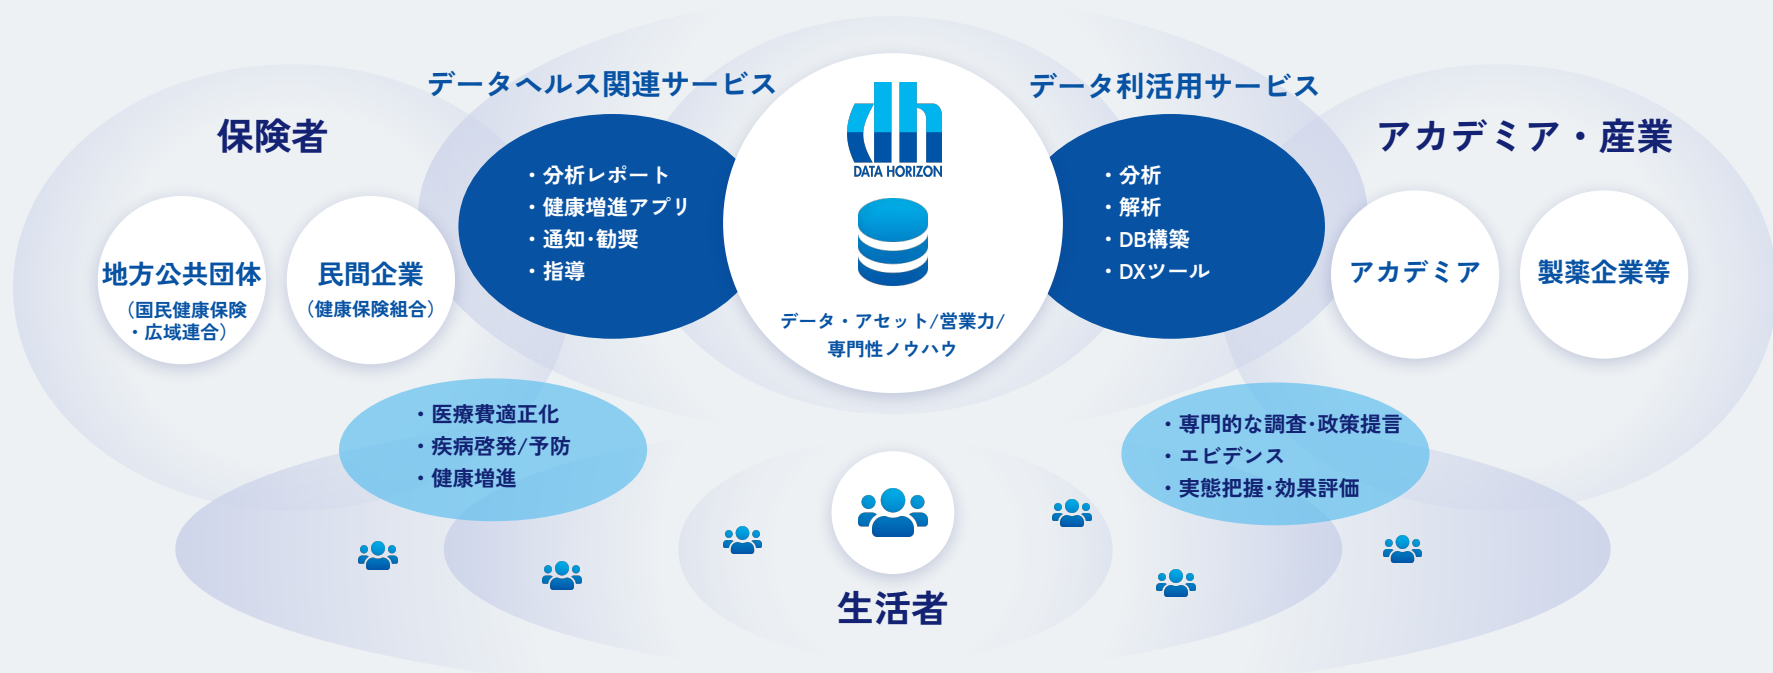 保険者
地方公共団体
（国民健康保険
・広域連合）
民間企業
（健康保険組合）
データヘルス関連サービス
・分析レポート
・健康増進アプリ
・通知･勧奨
・指導
DATA HORIZON
データ・アセット/営業力/
専門性ノウハウ
データ利活用サービス
・分析
・解析
・DB構築
・DXツール
アカデミア・産業
アカデミア
製薬企業等
・医療費適正化
・疾病啓発/予防
・健康増進
・専門的な調査･政策提言
・エビデンス
・実態把握･効果評価
生活者